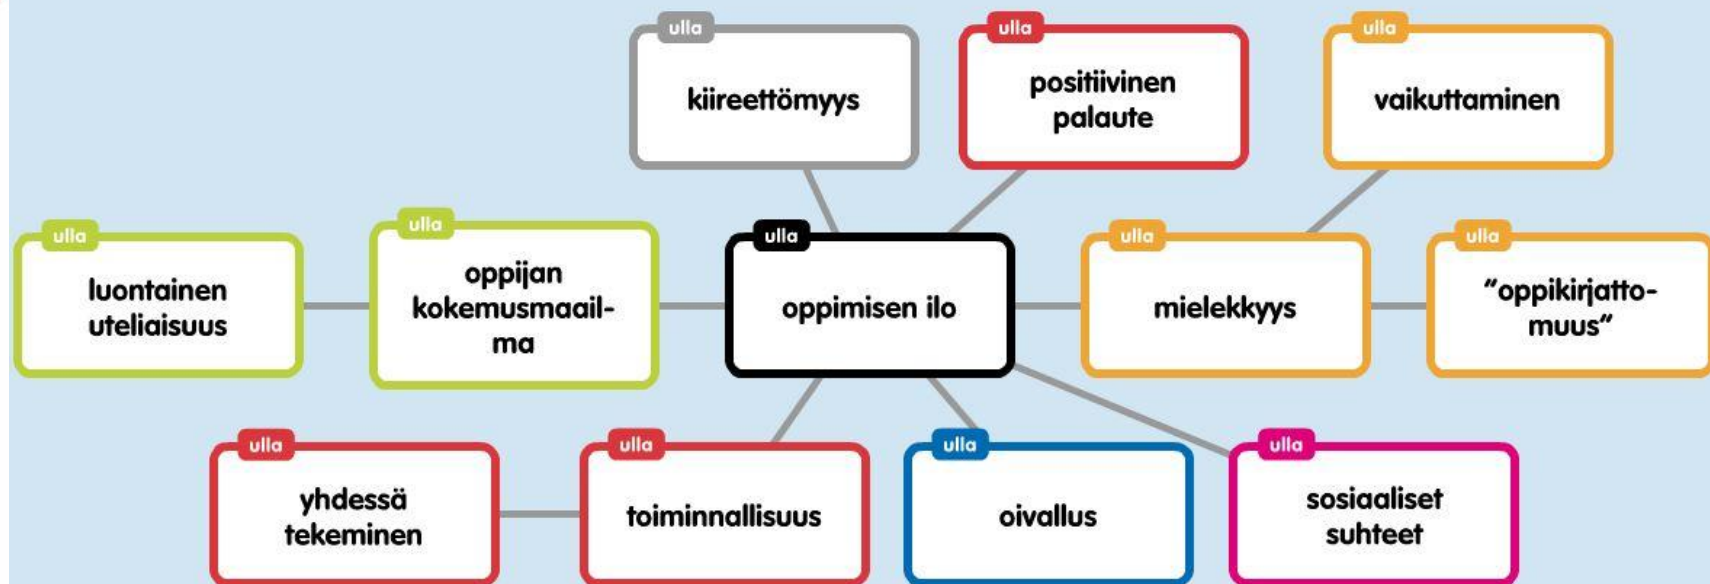 ulla
kiireettömyys
ulla
positiivinen
palaute
ulla
vaikuttaminen
ulla
luontainen
uteliaisuus
ulla
oppijan
kokemusmaail-
ma
ulla
oppimisen ilo
ulla
mielekkyys
ulla
"oppikirjatto-
muus"
ulla
yhdessä
tekeminen
ulla
toiminnallisuus
ulla
oivallus
ulla
sosiaaliset
suhteet